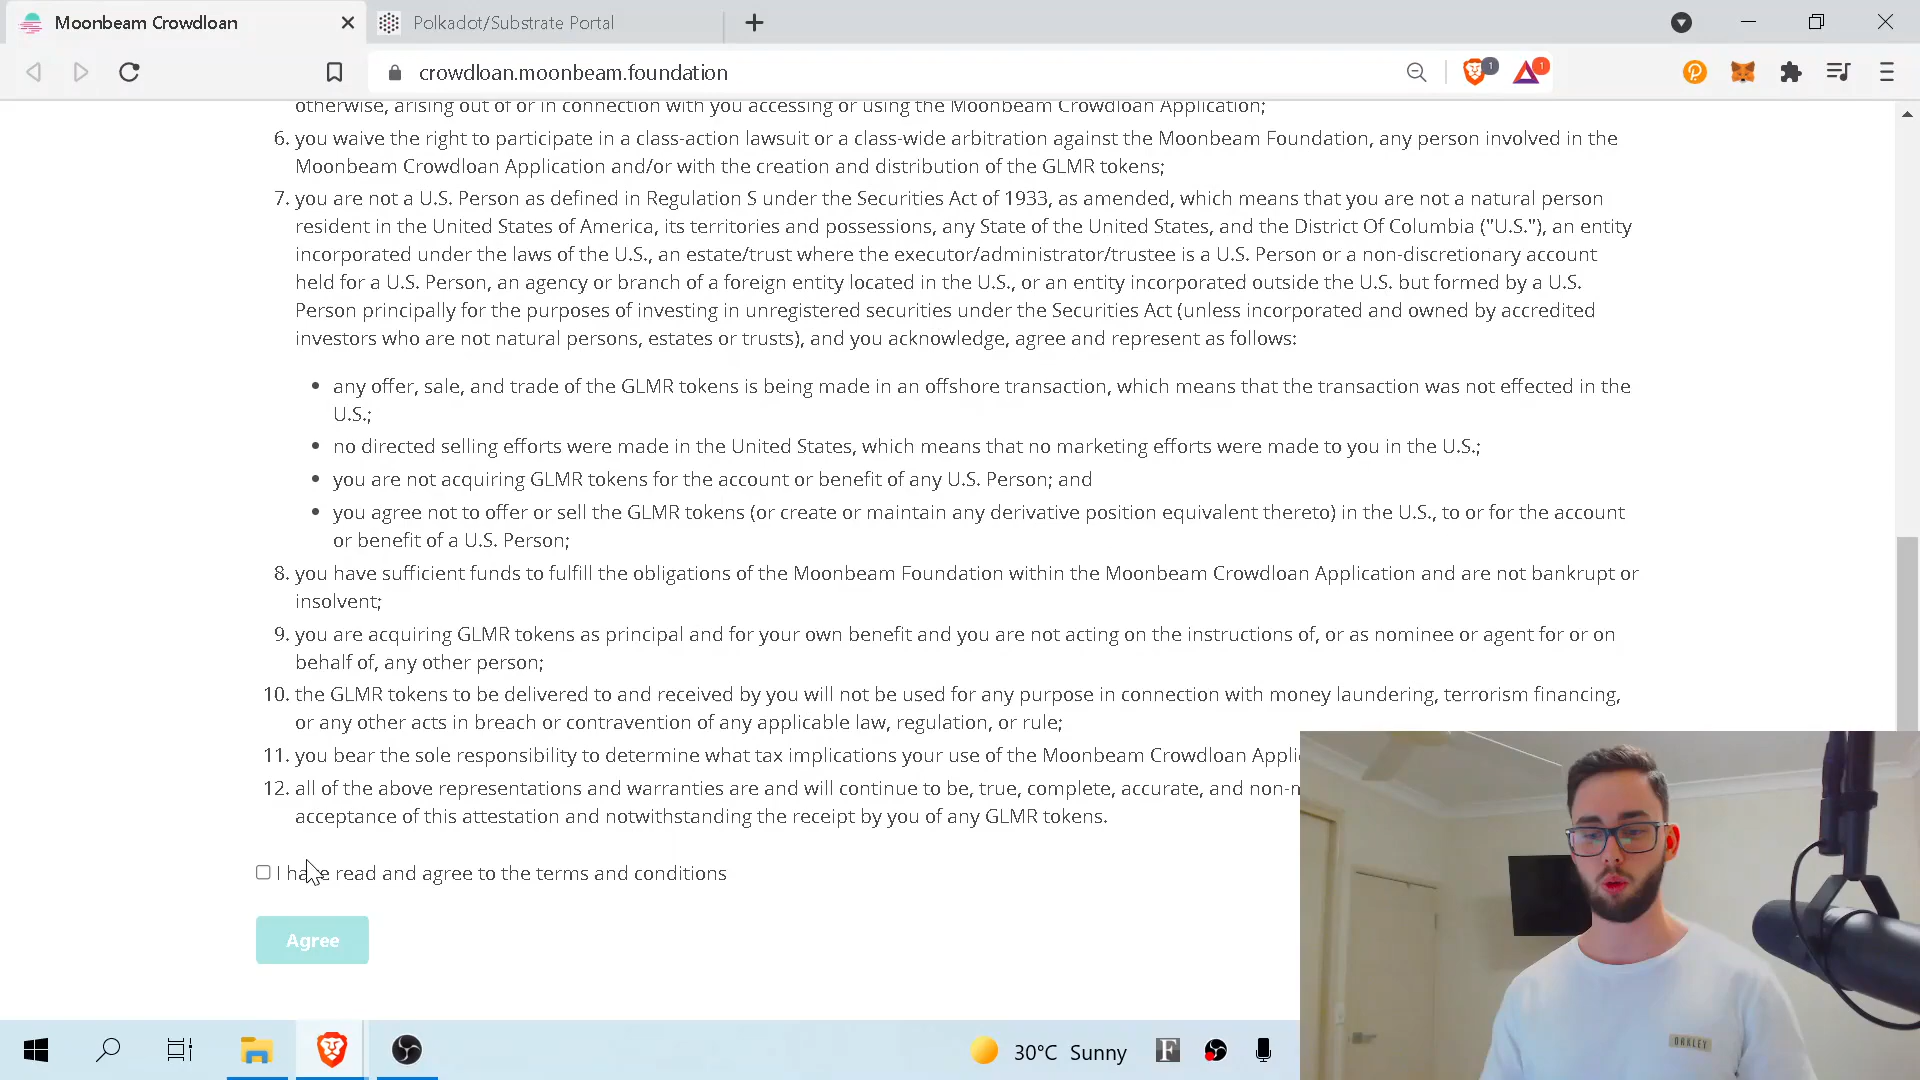 Moonbeam Crowdloan
Polkadot/Substrate Portal
crowdloan.moonbeam.foundation
1
1
otherwise, arising out of or in connection with you accessing or using the Moonbeam Crowdloan Application;
6. you waive the right to participate in a class-action lawsuit or a class-wide arbitration against the Moonbeam Foundation, any person involved in the
Moonbeam Crowdloan Application and/or with the creation and distribution of the GLMR tokens;
7. you are not a U.S. Person as defined in Regulation S under the Securities Act of 1933, as amended, which means that you are not a natural person
resident in the United States of America, its territories and possessions, any State of the United States, and the District Of Columbia ("U.S."), an entity
incorporated under the laws of the U.S., an estate/trust where the executor/administrator/trustee is a U.S. Person or a non-discretionary account
held for a U.S. Person, an agency or branch of a foreign entity located in the U.S., or an entity incorporated outside the U.S. but formed by a U.S.
Person principally for the purposes of investing in unregistered securities under the Securities Act (unless incorporated and owned by accredited
investors who are not natural persons, estates or trusts), and you acknowledge, agree and represent as follows:
• any offer, sale, and trade of the GLMR tokens is being made in an offshore transaction, which means that the transaction was not effected in the
U.S.;
• no directed selling efforts were made in the United States, which means that no marketing efforts were made to you in the U.S.;
• you are not acquiring GLMR tokens for the account or benefit of any U.S. Person; and
• you agree not to offer or sell the GLMR tokens (or create or maintain any derivative position equivalent thereto) in the U.S., to or for the account
or benefit of a U.S. Person;
8. you have sufficient funds to fulfill the obligations of the Moonbeam Foundation within the Moonbeam Crowdloan Application and are not bankrupt or
insolvent;
9. you are acquiring GLMR tokens as principal and for your own benefit and you are not acting on the instructions of, or as nominee or agent for or on
behalf of, any other person;
10. the GLMR tokens to be delivered to and received by you will not be used for any purpose in connection with money laundering, terrorism financing,
or any other acts in breach or contravention of any applicable law, regulation, or rule;
11. you bear the sole responsibility to determine what tax implications your use of the Moonbeam Crowdloan Appli
12. all of the above representations and warranties are and will continue to be, true, complete, accurate, and non-
acceptance of this attestation and notwithstanding the receipt by you of any GLMR tokens.
I have read and agree to the terms and conditions
Agree
OAKLEY
30°C Sunny
F